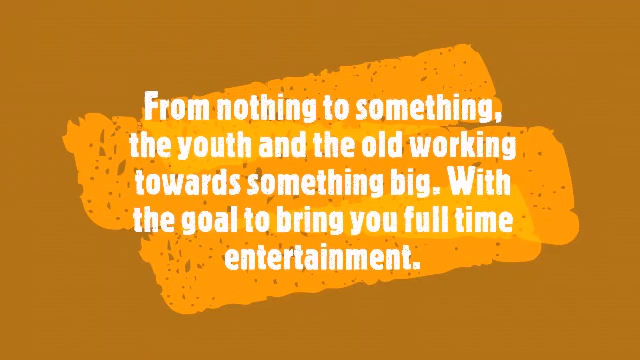 From nothing to something,
the youth and the old working
towards something big. With
the goal to bring you full time
entertainment.